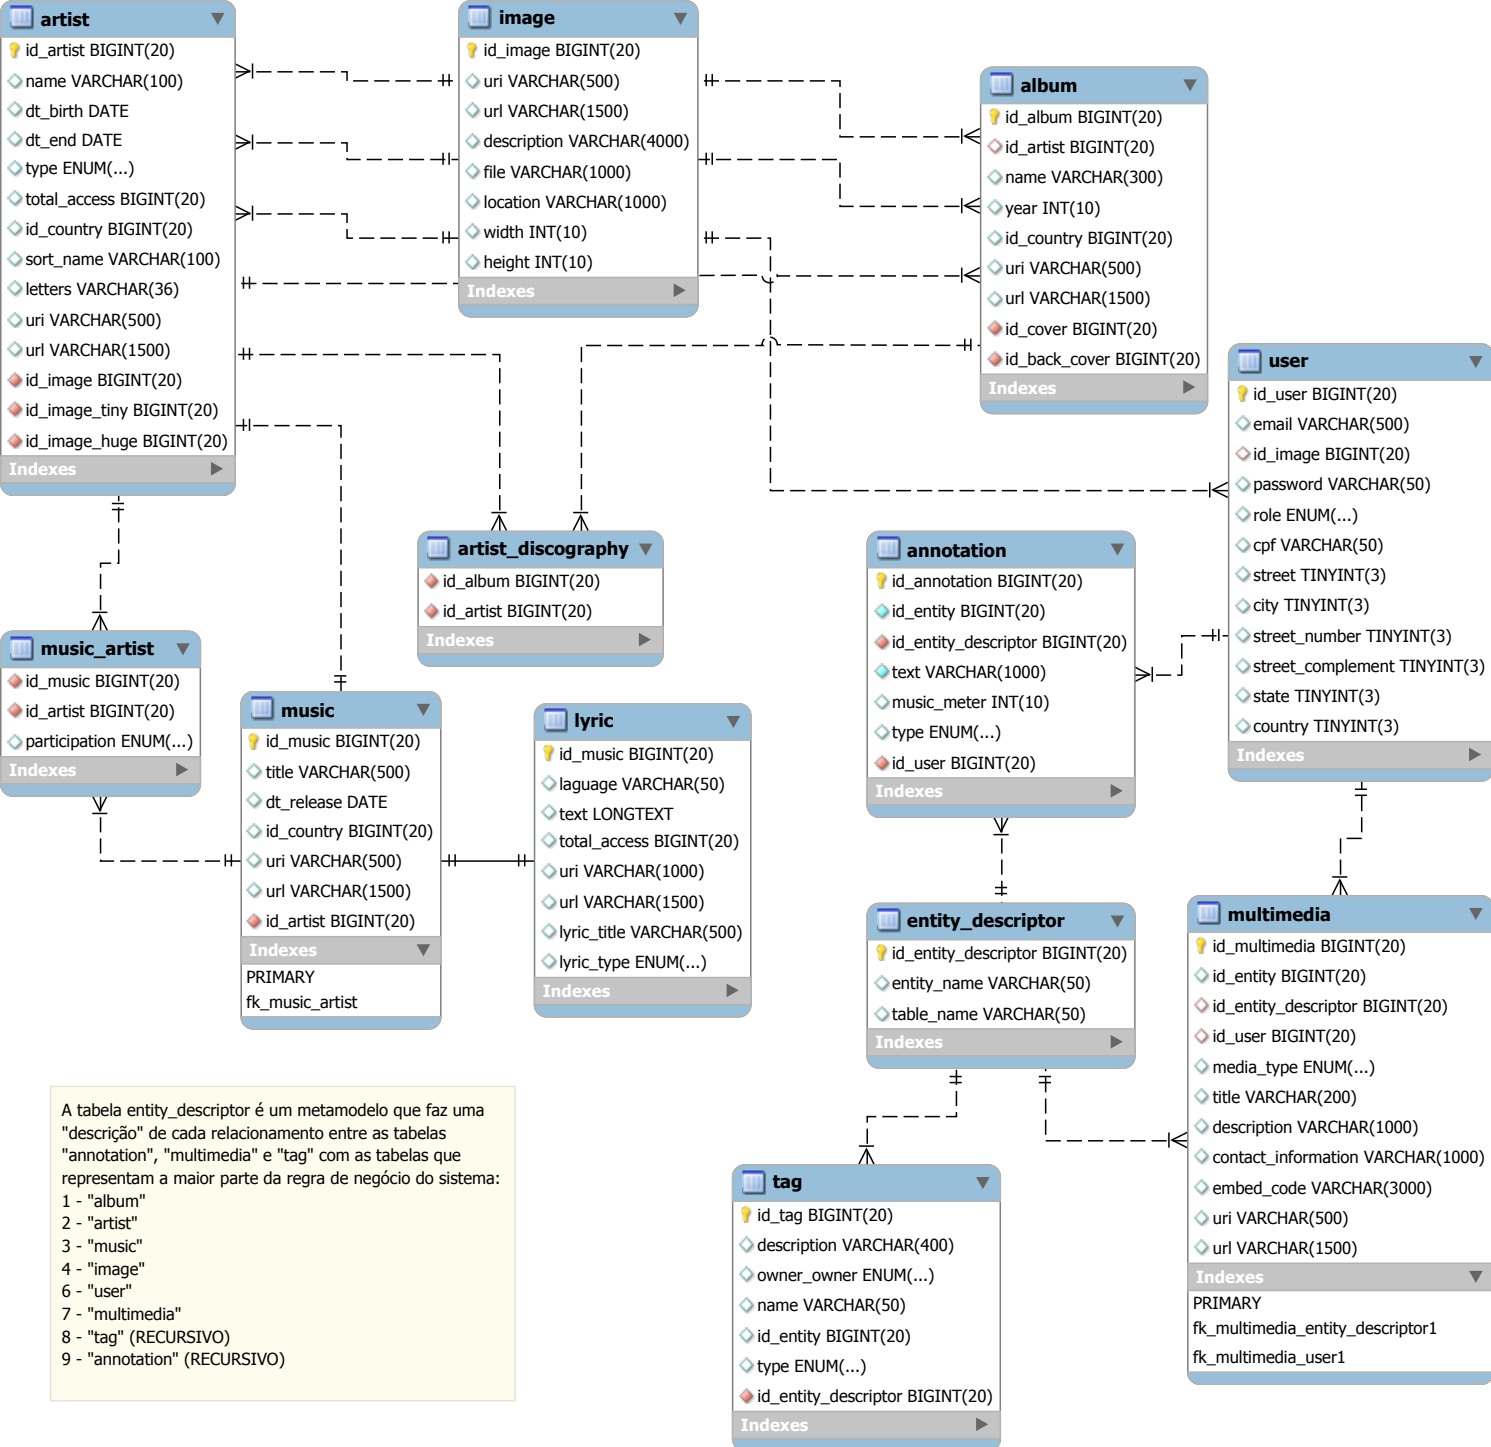 artist
id_artist BIGINT(20)
name VARCHAR(100)
dt_birth DATE
dt_end DATE
type ENUM(...)
total_access BIGINT(20)
id_country BIGINT(20)
sort_name VARCHAR(100)
letters VARCHAR(36)
uri VARCHAR(500)
url VARCHAR(1500)
id_image BIGINT(20)
id_image_tiny BIGINT(20)
id_image_huge BIGINT(20)
Indexes
image
id_image BIGINT(20)
uri VARCHAR(500)
url VARCHAR(1500)
description VARCHAR(4000)
file VARCHAR(1000)
location VARCHAR(1000)
width INT(10)
height INT(10)
Indexes
album
id_album BIGINT(20)
id_artist BIGINT(20)
name VARCHAR(300)
year INT(10)
id_country BIGINT(20)
uri VARCHAR(500)
url VARCHAR(1500)
id_cover BIGINT(20)
id_back_cover BIGINT(20)
Indexes
user
id_user BIGINT(20)
email VARCHAR(500)
id_image BIGINT(20)
password VARCHAR(50)
role ENUM(...)
cpf VARCHAR(50)
street TINYINT(3)
city TINYINT(3)
street_number TINYINT(3)
street_complement TINYINT(3)
state TINYINT(3)
country TINYINT(3)
Indexes
artist_discography
id_album BIGINT(20)
id_artist BIGINT(20)
Indexes
annotation
id_annotation BIGINT(20)
id_entity BIGINT(20)
id_entity_descriptor BIGINT(20)
text VARCHAR(1000)
music_meter INT(10)
type ENUM(...)
id_user BIGINT(20)
Indexes
music_artist
id_music BIGINT(20)
id_artist BIGINT(20)
participation ENUM(...)
Indexes
music
id_music BIGINT(20)
title VARCHAR(500)
dt_release DATE
id_country BIGINT(20)
uri VARCHAR(500)
url VARCHAR(1500)
id_artist BIGINT(20)
Indexes
PRIMARY
fk_music_artist
lyric
id_music BIGINT(20)
laguage VARCHAR(50)
text LONGTEXT
total_access BIGINT(20)
uri VARCHAR(1000)
url VARCHAR(1500)
lyric_title VARCHAR(500)
lyric_type ENUM(...)
Indexes
entity_descriptor
id_entity_descriptor BIGINT(20)
entity_name VARCHAR(50)
table_name VARCHAR(50)
Indexes
multimedia
id_multimedia BIGINT(20)
id_entity BIGINT(20)
id_entity_descriptor BIGINT(20)
id_user BIGINT(20)
media_type ENUM(...)
title VARCHAR(200)
description VARCHAR(1000)
contact_information VARCHAR(1000)
embed_code VARCHAR(3000)
uri VARCHAR(500)
url VARCHAR(1500)
Indexes
PRIMARY
fk_multimedia_entity_descriptor1
fk_multimedia_user1
A tabela entity_descriptor é um metamodelo que faz uma
"descrição" de cada relacionamento entre as tabelas
"annotation", "multimedia" e "tag" com as tabelas que
representam a maior parte da regra de negócio do sistema:
1 - "album"
2 - "artist"
3 - "music"
4 - "image"
6 - "user"
7 - "multimedia"
8 - "tag" (RECURSIVO)
9 - "annotation" (RECURSIVO)
tag
id_tag BIGINT(20)
description VARCHAR(400)
owner_owner ENUM(...)
name VARCHAR(50)
id_entity BIGINT(20)
type ENUM(...)
id_entity_descriptor BIGINT(20)
Indexes